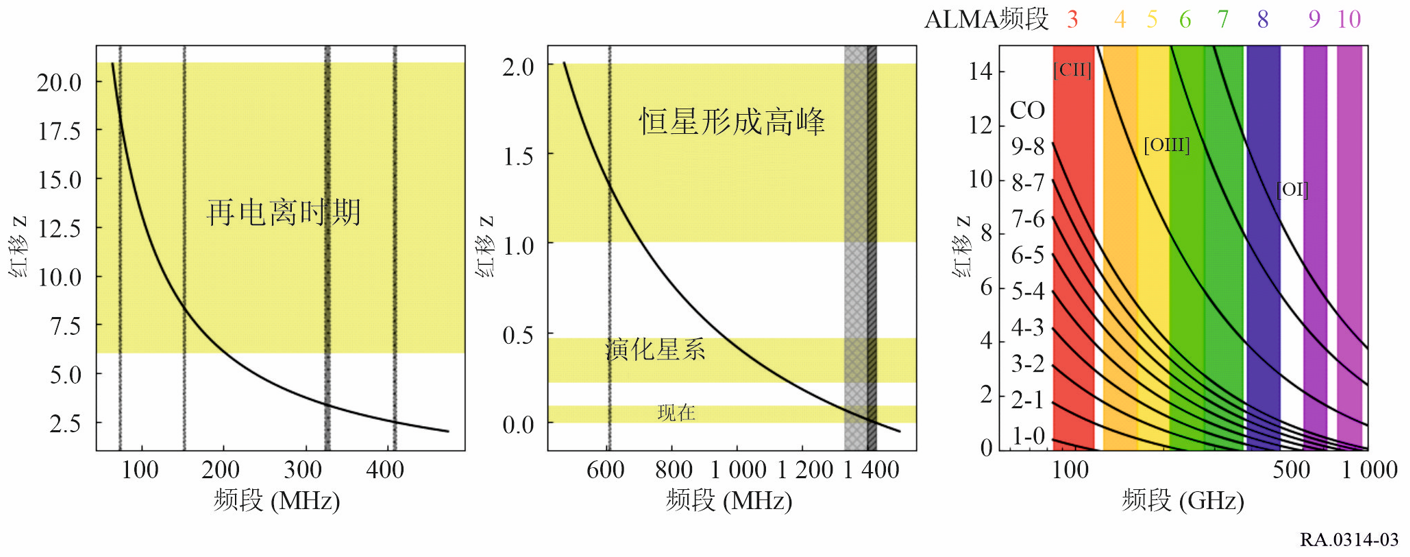 ALMA频段 3 4 5 6 7 8 9 10
红移 z
20.0
17.5
15.0
12.5
10.0
7.5
5.0
2.5
再电离时期
100 200 300 400
频段 (MHz)
红移 z
2.0
1.5
1.0
0.5
0.0
恒星形成高峰
演化星系
现在
600 800 1 000 1 200 1 400
频段 (MHz)
红移 z
14
12
10
8
6
4
2
0
[CII]
CO
[OIII]
[OI]
9-8
8-7
7-6
6-5
5-4
4-3
3-2
2-1
1-0
100 500 1 000
频段 (GHz)
RA.0314-03